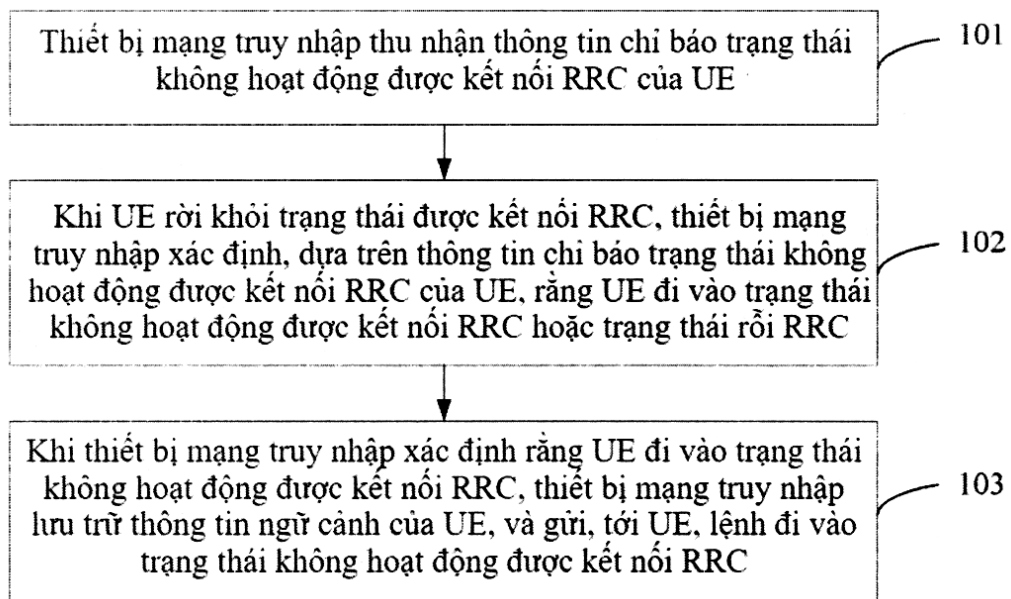 Thiết bị mạng truy nhập thu nhận thông tin chỉ báo trạng thái
không hoạt động được kết nối RRC của UE
101
Khi UE rời khỏi trạng thái được kết nối RRC, thiết bị mạng
truy nhập xác định, dựa trên thông tin chỉ báo trạng thái không
hoạt động được kết nối RRC của UE, rằng UE đi vào trạng thái
không hoạt động được kết nối RRC hoặc trạng thái rỗi RRC
102
Khi thiết bị mạng truy nhập xác định rằng UE đi vào trạng thái
không hoạt động được kết nối RRC, thiết bị mạng truy nhập
lưu trữ thông tin ngữ cảnh của UE, và gửi, tới UE, lệnh đi vào
trạng thái không hoạt động được kết nối RRC
103